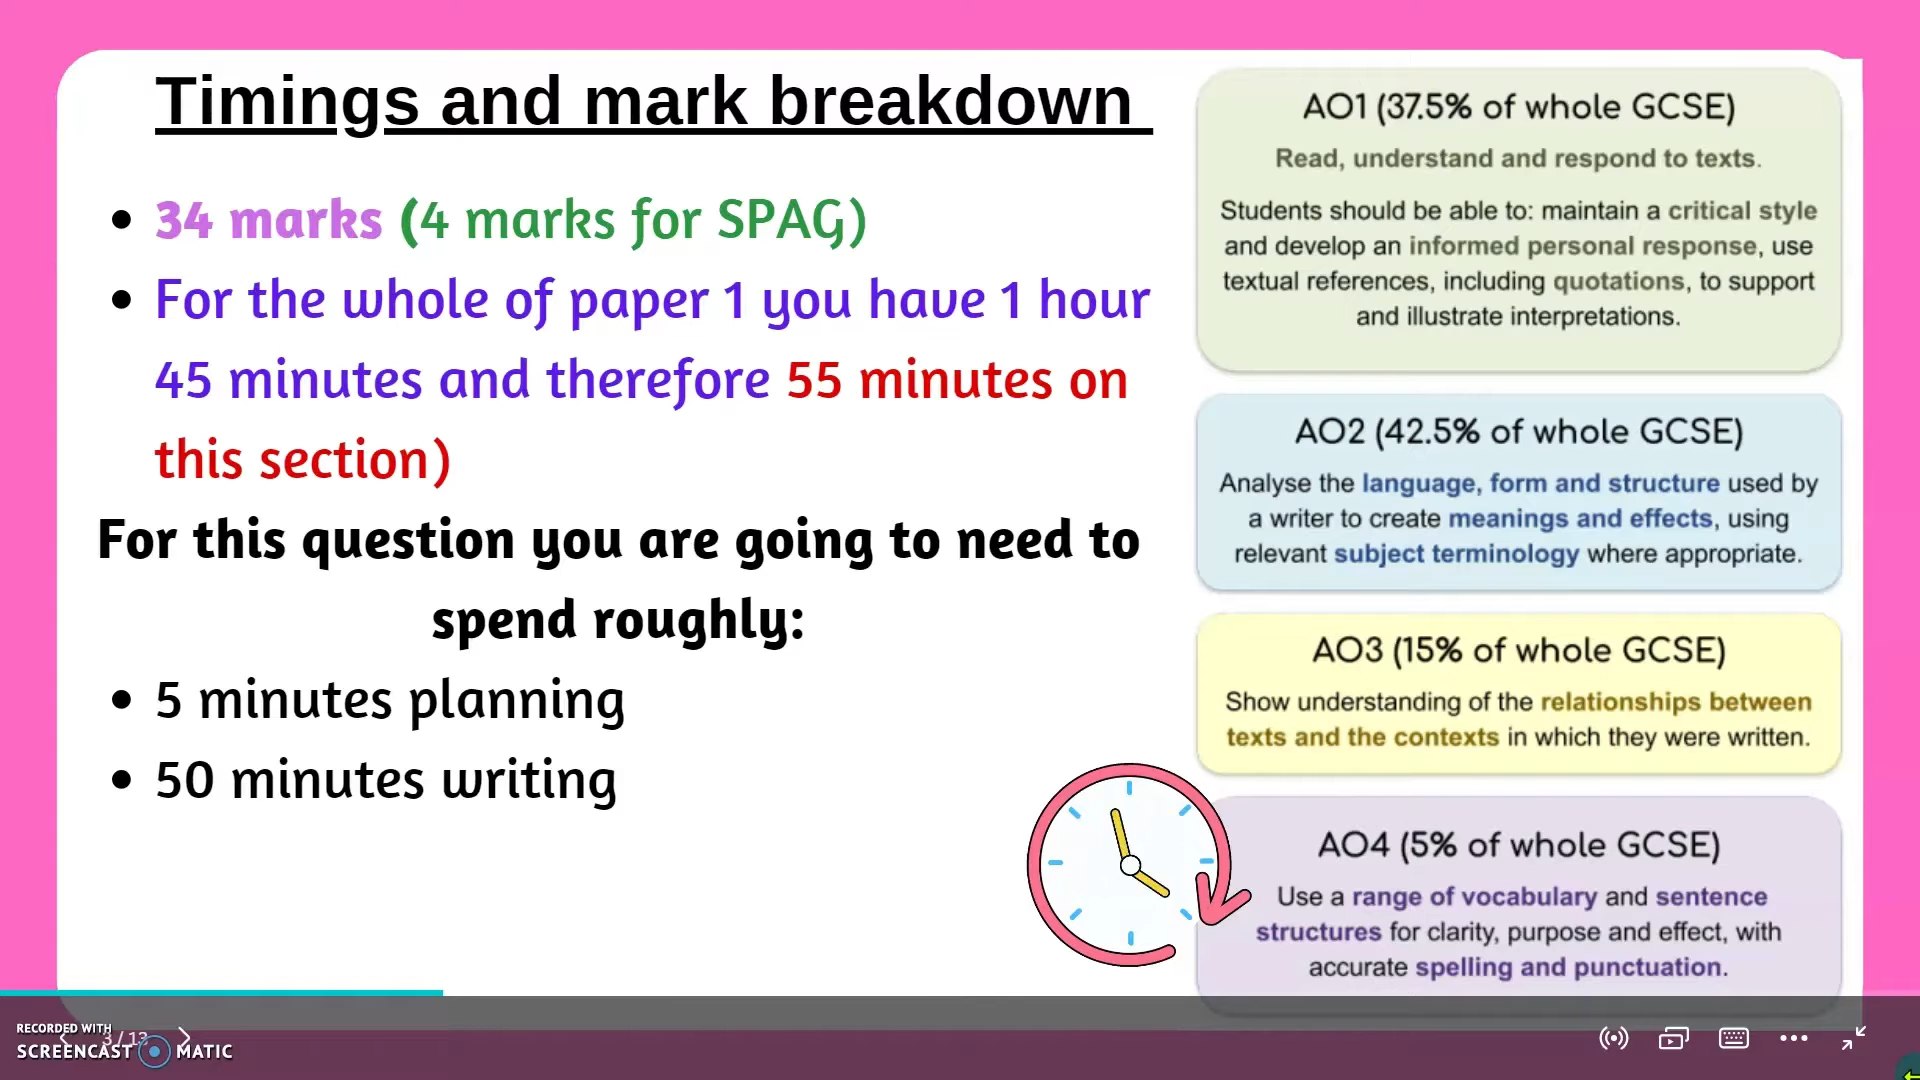 Timings and mark breakdown
34 marks (4 marks for SPAG)
For the whole of paper 1 you have 1 hour
45 minutes and therefore 55 minutes on
this section)
For this question you are going to need to
spend roughly:
5 minutes planning
50 minutes writing
AO1 (37.5% of whole GCSE)
Read, understand and respond to texts.
Students should be able to: maintain a critical style
and develop an informed personal response, use
textual references, including quotations, to support
and illustrate interpretations.
AO2 (42.5% of whole GCSE)
Analyse the language, form and structure used by
a writer to create meanings and effects, using
relevant subject terminology where appropriate.
AO3 (15% of whole GCSE)
Show understanding of the relationships between
texts and the contexts in which they were written.
AO4 (5% of whole GCSE)
Use a range of vocabulary and sentence
structures for clarity, purpose and effect, with
accurate spelling and punctuation.
RECORDED WITH
3 / 13
SCREENCAST MATIC